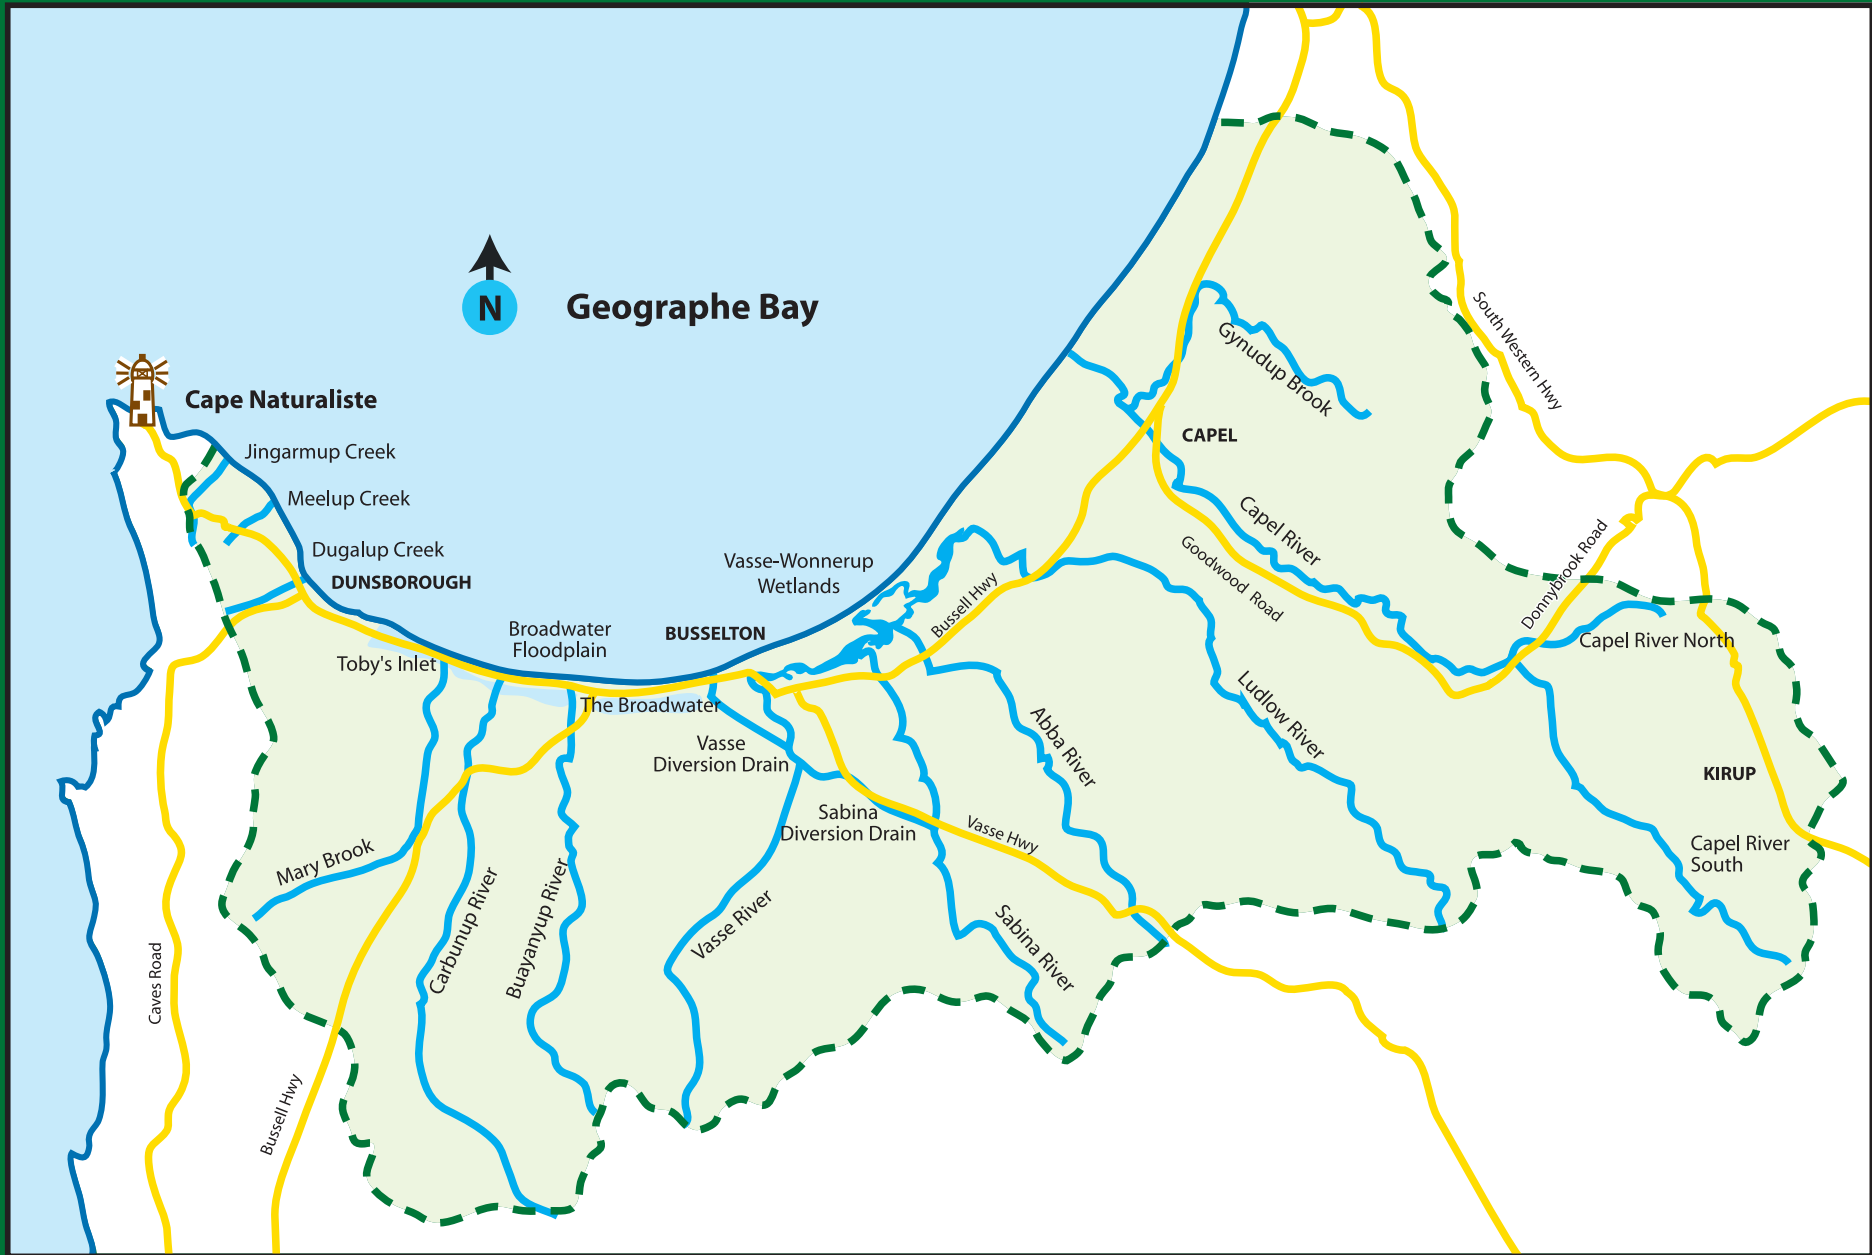 N
Geographe Bay
Cape Naturaliste
Jingarmup Creek
Meelup Creek
Dugalup Creek
DUNSBOROUGH
Toby's Inlet
Broadwater
Floodplain
The Broadwater
BUSSELTON
Vasse-Wonnerup
Wetlands
Bussell Hwy
Gynudup Brook
CAPEL
Capel River
Goodwood Road
South Western Hwy
Donnybrook Road
Capel River North
KIRUP
Capel River
South
Ludlow River
Abba River
Vasse
Diversion Drain
Sabina
Diversion Drain
Vasse Hwy
Mary Brook
Carbunup River
Buayanyup River
Vasse River
Sabina River
Caves Road
Bussell Hwy